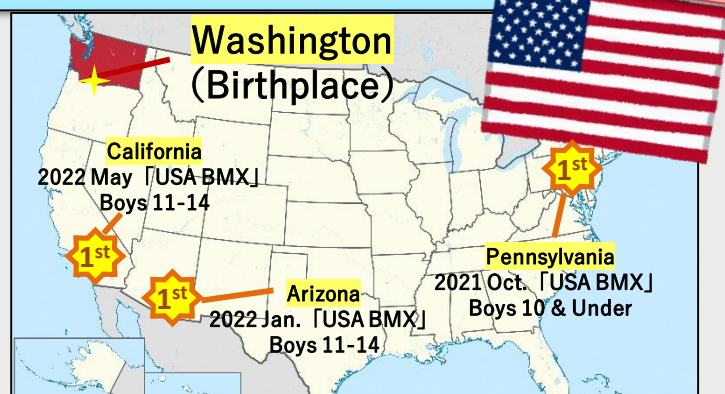 Washington
(Birthplace)
California
2022 May「USA BMX」
Boys 11-14
1st
1st
Arizona
2022 Jan.「USA BMX」
Boys 11-14
1st
Pennsylvania
2021 Oct.「USA BMX」
Boys 10 & Under